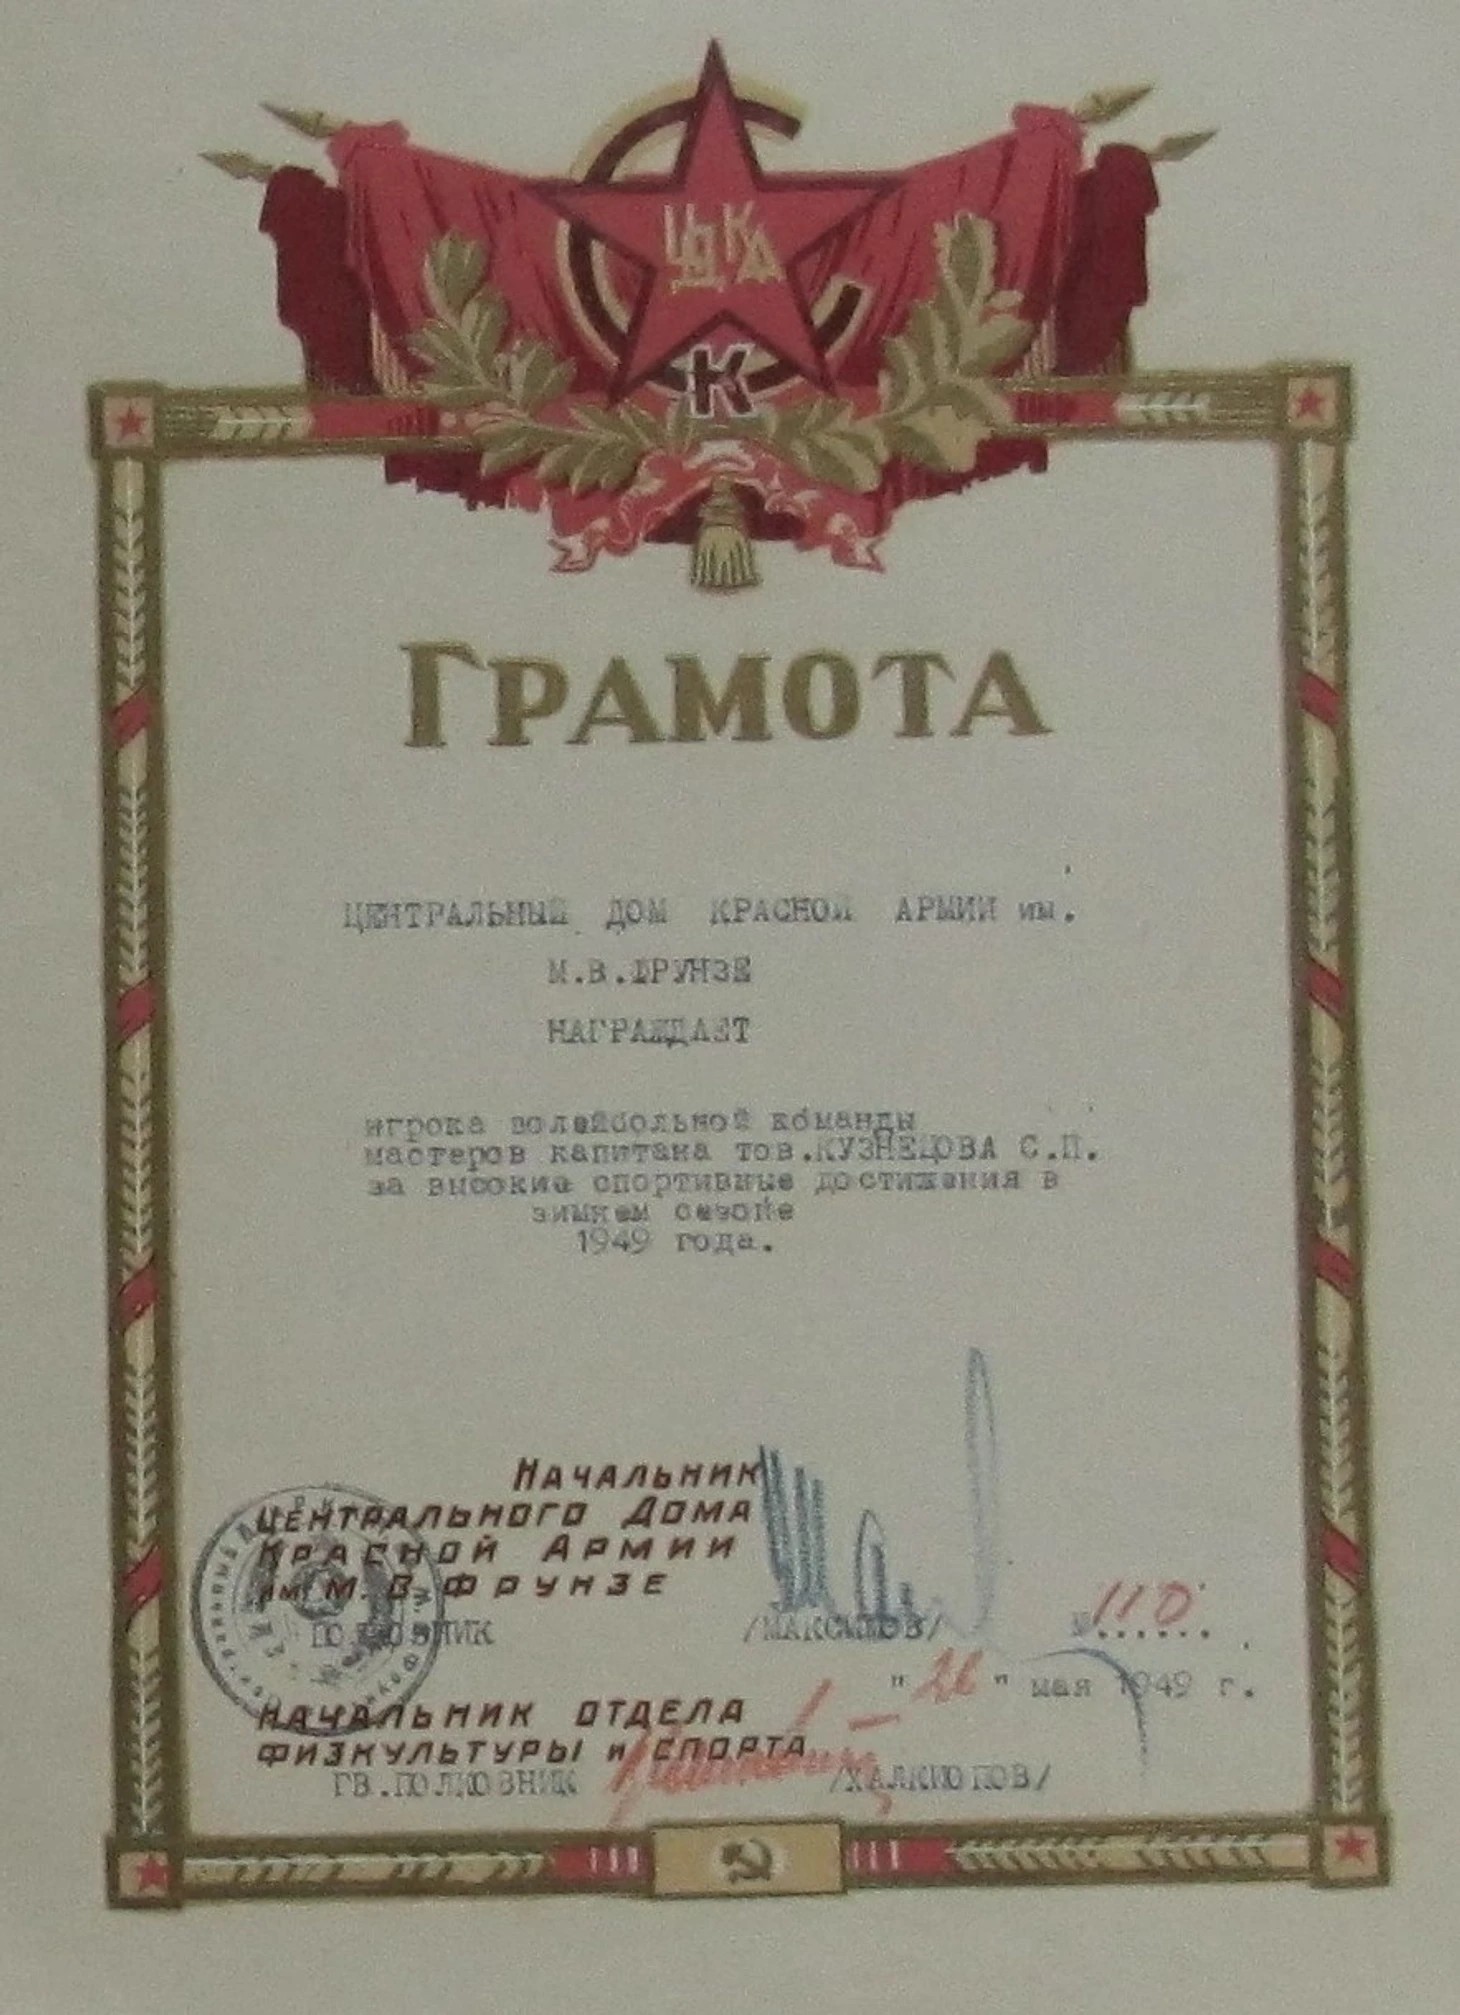 ЦДКА
К
ГРАМОТА
ЦЕНТРАЛЬНЫЙ ДОМ КРАСНОЙ АРМИИ им.
М.В.ФРУНЗЕ
НАГРАЖДАЕТ
игрока волейбольной команды
мастеров капитана тов.КУЗНЕЦОВА С.П.
за высокие спортивные достижения в
зимнем сезоне
1949 года.
НАЧАЛЬНИК
ЦЕНТРАЛЬНОГО ДОМА
КРАСНОЙ АРМИИ
им М.В.ФРУНЗЕ
ПОЛКОВНИК /МАКСИМОВ/ №110
"26" мая 1949 г.
НАЧАЛЬНИК ОТДЕЛА
ФИЗКУЛЬТУРЫ и СПОРТА
ГВ.ПОЛКОВНИК /ХАЛКИОПОВ/